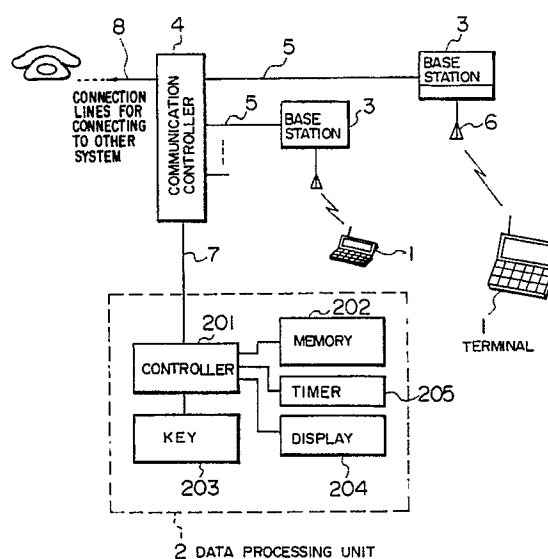 8
4
5
3
BASE
STATION
CONNECTION
LINES FOR
CONNECTING
TO OTHER
SYSTEM
COMMUNICATION
CONTROLLER
5
BASE
STATION
3
6
7
1
1
TERMINAL
201
CONTROLLER
202
MEMORY
TIMER
205
KEY
203
DISPLAY
204
2 DATA PROCESSING UNIT